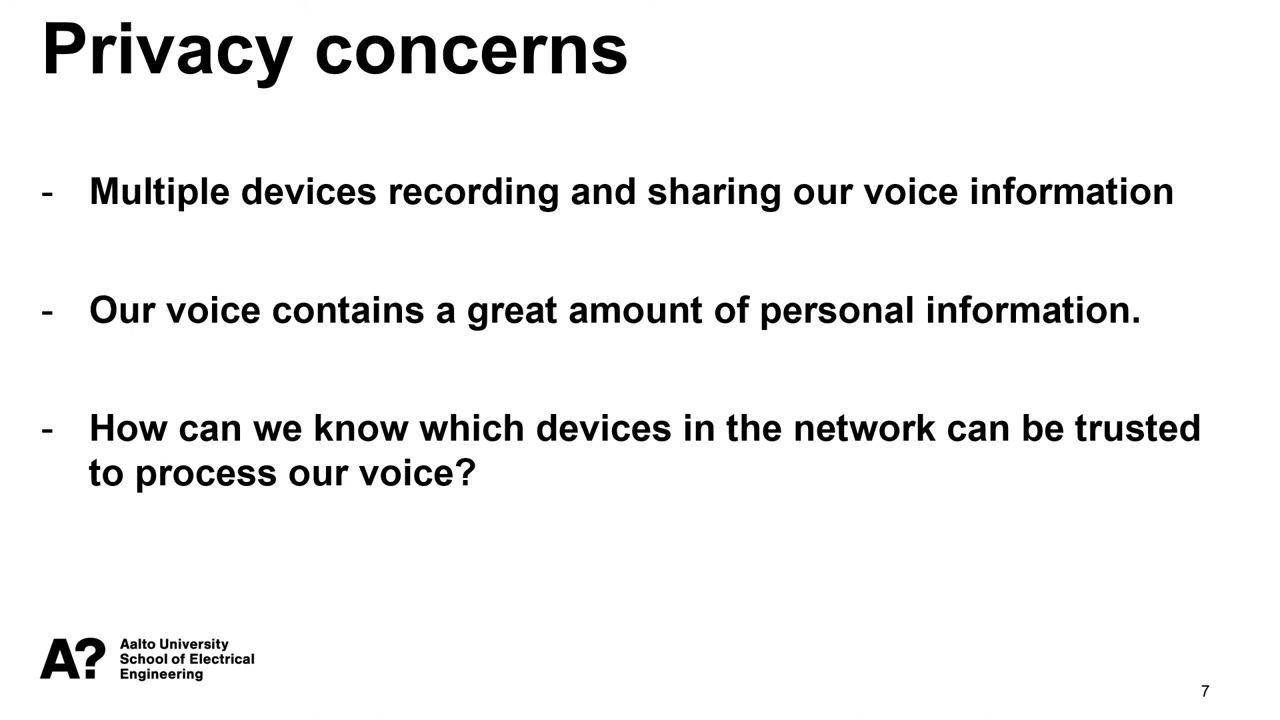 Privacy concerns
- Multiple devices recording and sharing our voice information
- Our voice contains a great amount of personal information.
- How can we know which devices in the network can be trusted
to process our voice?
A?
Aalto University
School of Electrical
Engineering
7